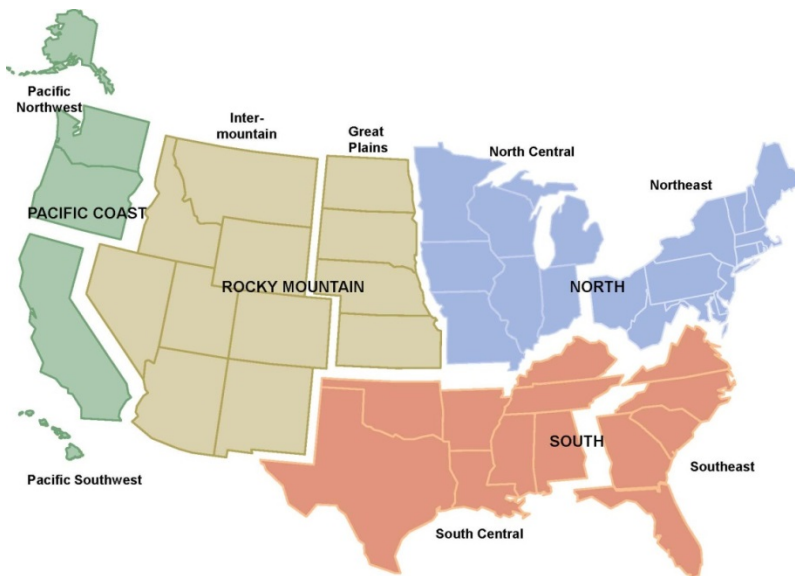 Pacific
Northwest
Inter-
mountain
Great
Plains
North Central
Northeast
PACIFIC COAST
ROCKY MOUNTAIN
NORTH
SOUTH
Southeast
Pacific Southwest
South Central